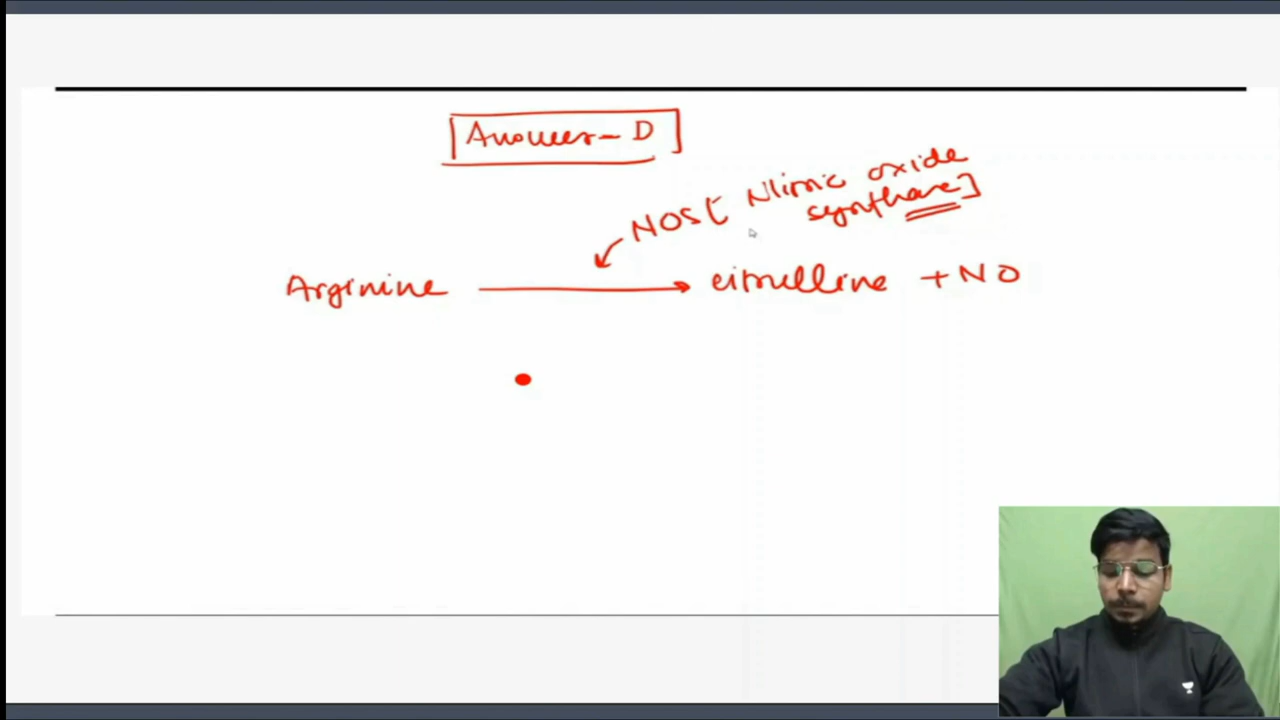 Answer - D
NOS[ Nitric oxide
synthase]
Arginine → citrulline + NO